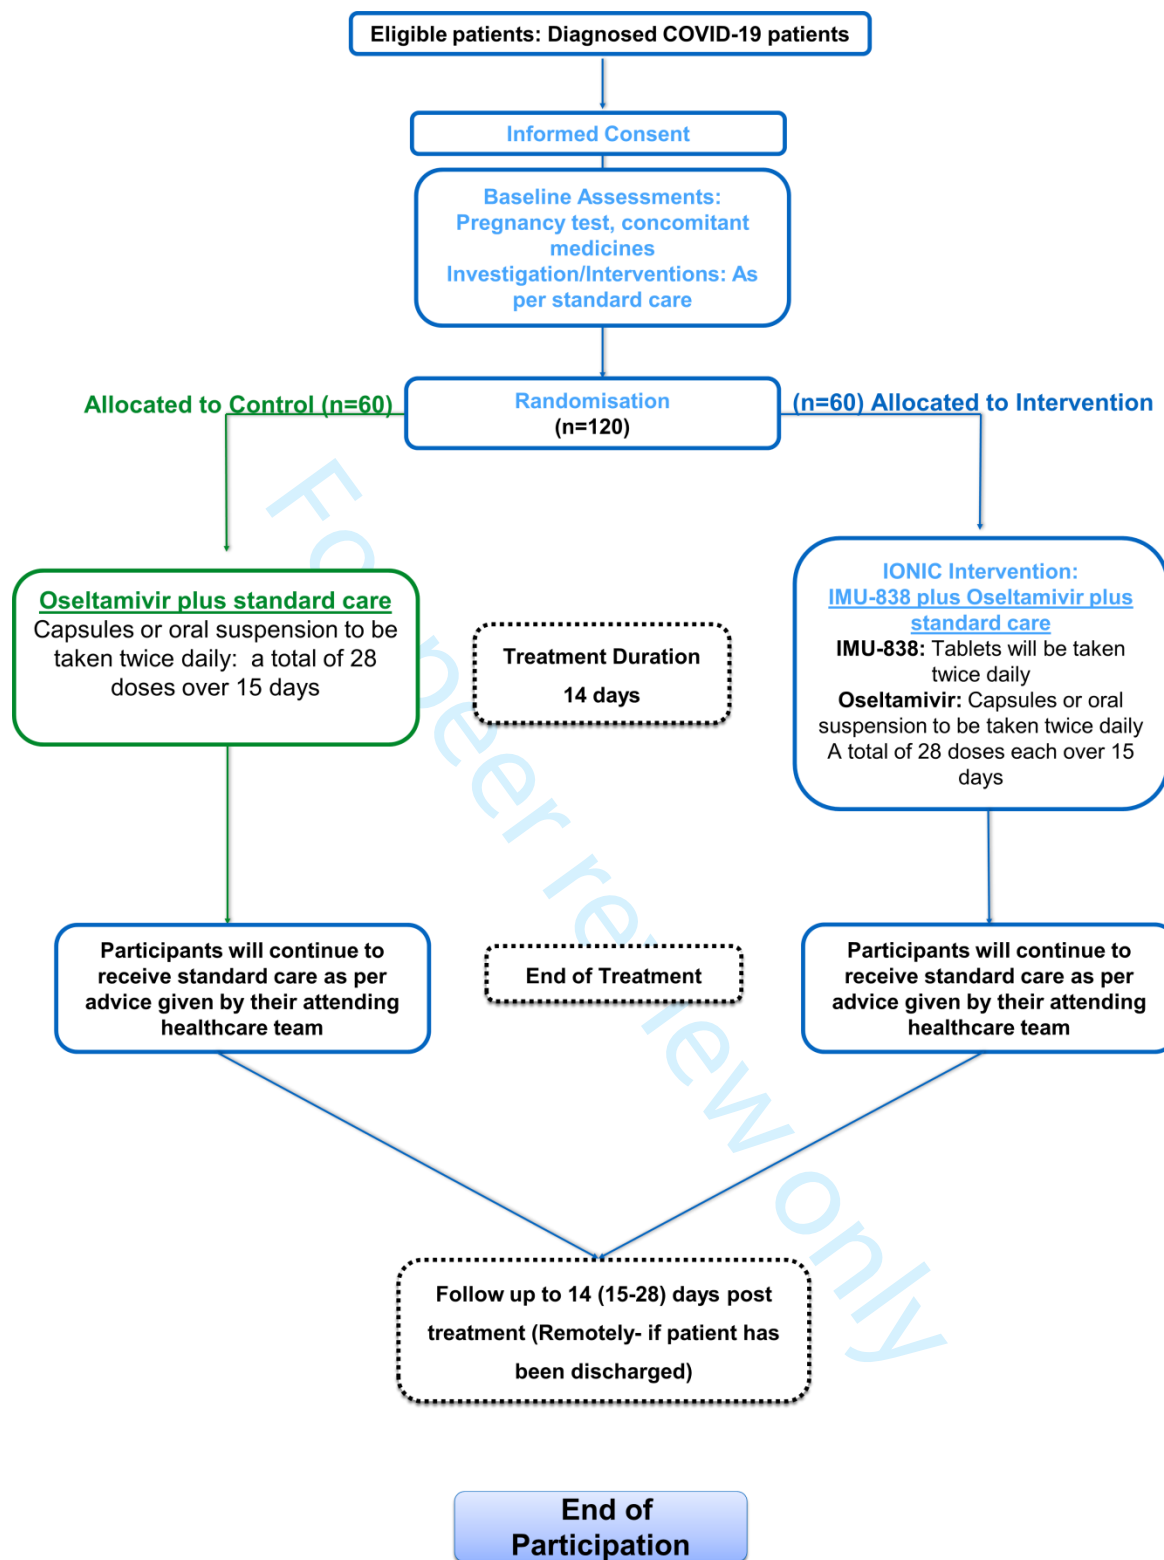 Eligible patients: Diagnosed COVID-19 patients
Informed Consent
Baseline Assessments:
Pregnancy test, concomitant
medicines
Investigation/Interventions: As
per standard care
Allocated to Control (n=60)
Randomisation
(n=120)
(n=60) Allocated to Intervention
Oseltamivir plus standard care
Capsules or oral suspension to be
taken twice daily: a total of 28
doses over 15 days
Treatment Duration
14 days
IONIC Intervention:
IMU-838 plus Oseltamivir plus
standard care
IMU-838: Tablets will be taken
twice daily
Oseltamivir: Capsules or oral
suspension to be taken twice daily
A total of 28 doses each over 15
days
Participants will continue to
receive standard care as per
advice given by their attending
healthcare team
End of Treatment
Participants will continue to
receive standard care as per
advice given by their attending
healthcare team
Follow up to 14 (15-28) days post
treatment (Remotely- if patient has
been discharged)
End of
Participation
For peer review only